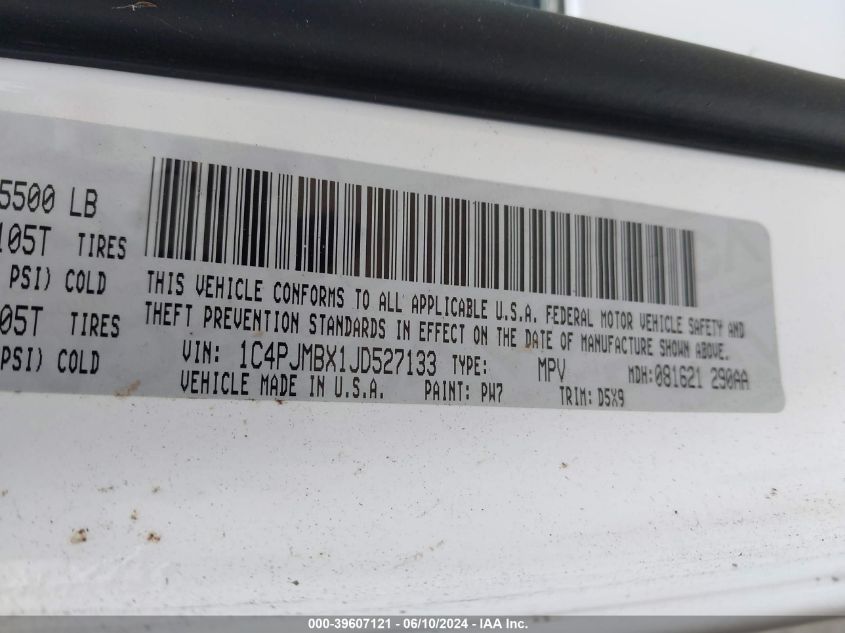 5500 LB
105T TIRES
PSI) COLD
05T TIRES
PSI) COLD
THIS VEHICLE CONFORMS TO ALL APPLICABLE U.S.A. FEDERAL MOTOR VEHICLE SAFETY AND
THEFT PREVENTION STANDARDS IN EFFECT ON THE DATE OF MANUFACTURE SHOWN ABOVE.
VIN: 1C4PJMBX1JD527133 TYPE: MPV MDH:081621 290AA
VEHICLE MADE IN U.S.A. PAINT: PW7 TRIM: D5X9
000-39607121 - 06/10/2024 - IAA Inc.